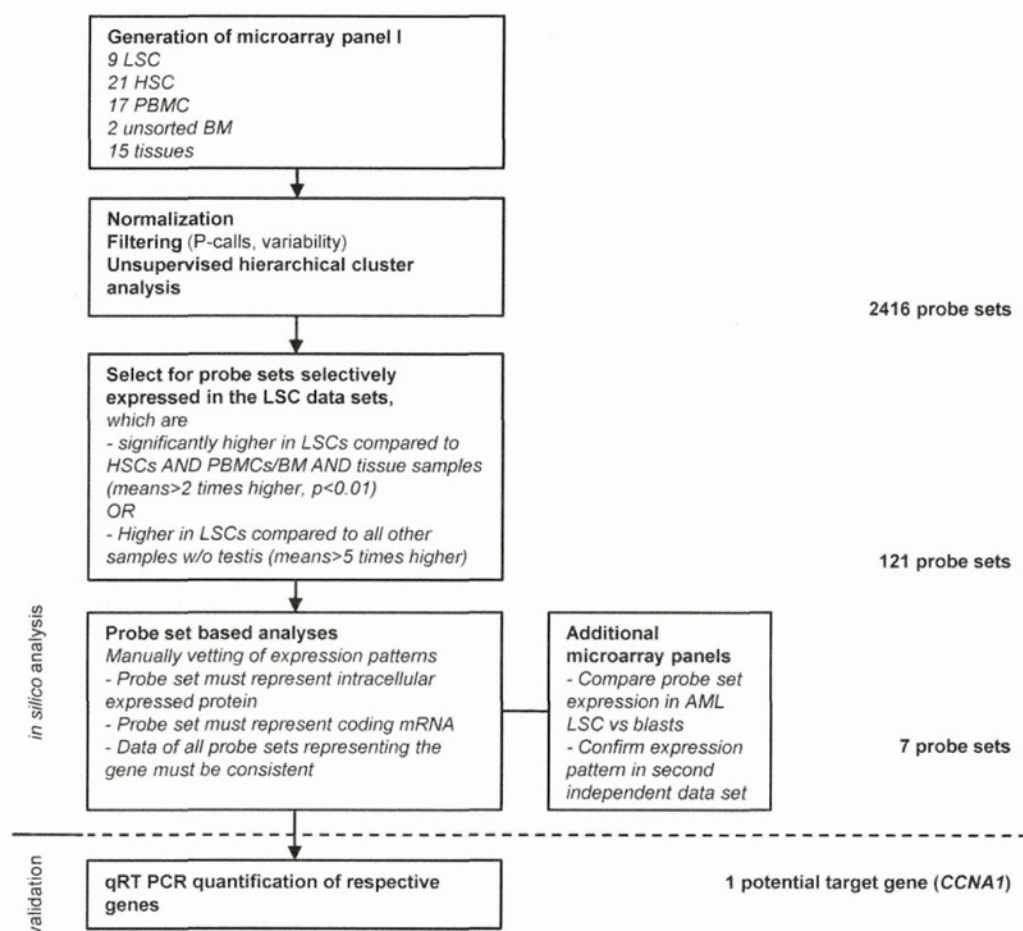 Generation of microarray panel I
9 LSC
21 HSC
17 PBMC
2 unsorted BM
15 tissues
Normalization
Filtering (P-calls, variability)
Unsupervised hierarchical cluster
analysis
2416 probe sets
Select for probe sets selectively
expressed in the LSC data sets,
which are
- significantly higher in LSCs compared to
HSCs AND PBMCs/BM AND tissue samples
(means>2 times higher, p<0.01)
OR
- Higher in LSCs compared to all other
samples w/o testis (means>5 times higher)
121 probe sets
in silico analysis
Probe set based analyses
Manually vetting of expression patterns
- Probe set must represent intracellular
expressed protein
- Probe set must represent coding mRNA
- Data of all probe sets representing the
gene must be consistent
Additional
microarray panels
- Compare probe set
expression in AML
LSC vs blasts
- Confirm expression
pattern in second
independent data set
7 probe sets
validation
qRT PCR quantification of respective
genes
1 potential target gene (CCNA1)